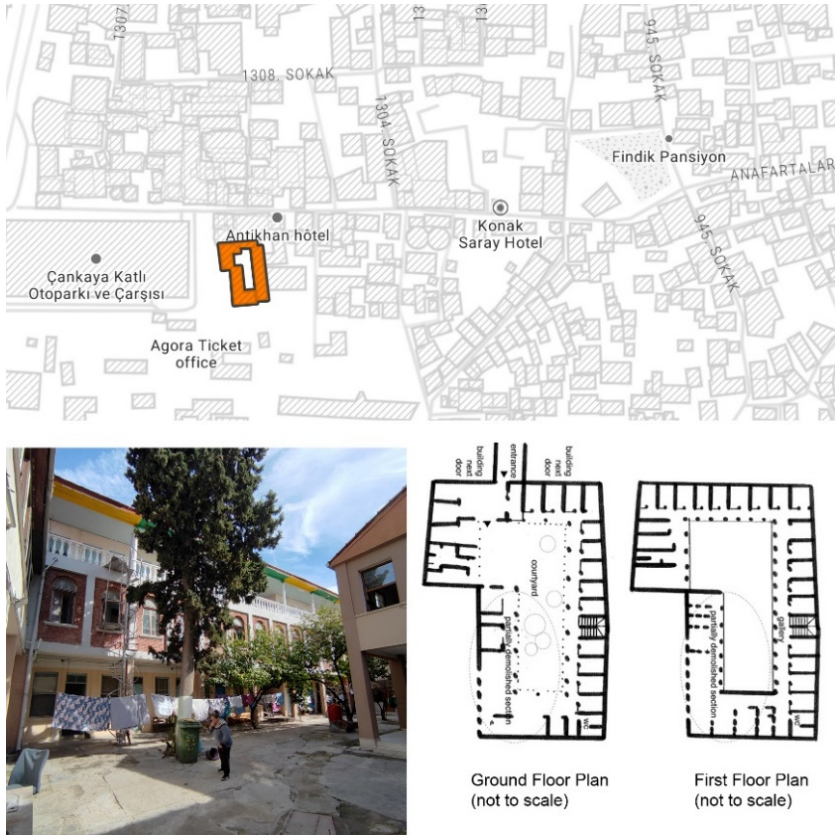 1307.
130
1308. SOKAK
1304. SOKAK
945. SOKAK
Findik Pansiyon
ANAFARTALAR
Antikhan hôtel
Konak
Saray Hotel
945. SOKAK
1
Çankaya Katlı
Otoparkı ve Çarşısı
Agora Ticket
office
building
next
door
entrance
building
next
door
courtyard
partially demolished section
WC
gallery
partially demolished section
WC
Ground Floor Plan
(not to scale)
First Floor Plan
(not to scale)